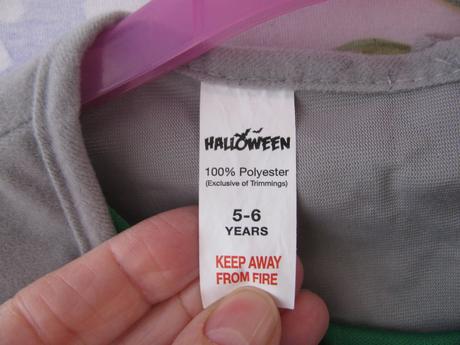 HALLOWEEN
100% Polyester
(Exclusive of Trimmings)
5-6
YEARS
KEEP AWAY
FROM FIRE